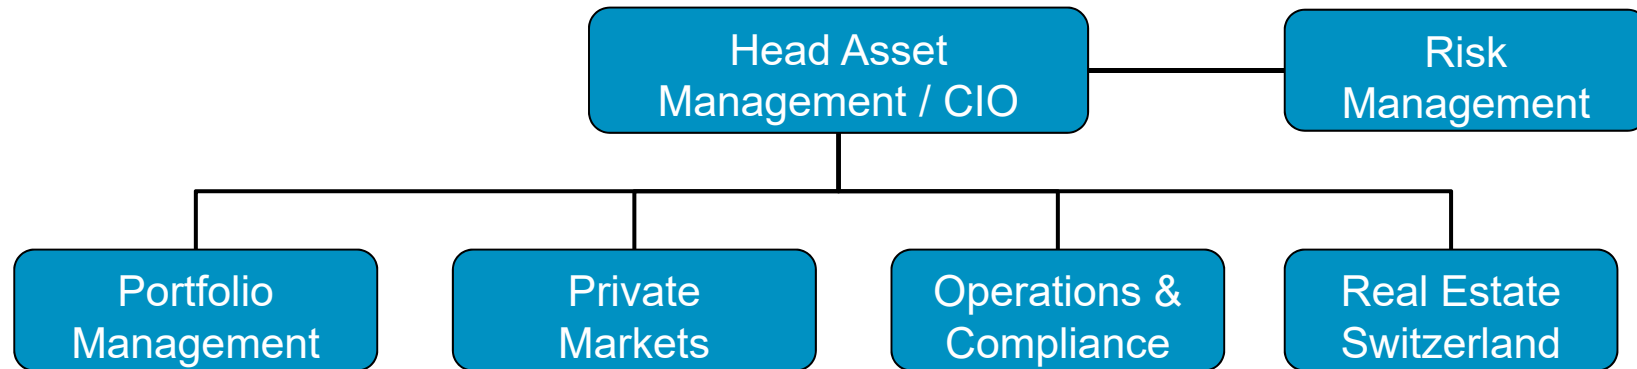 Head Asset
Management / CIO
Risk
Management
Portfolio
Management
Private
Markets
Operations &
Compliance
Real Estate
Switzerland